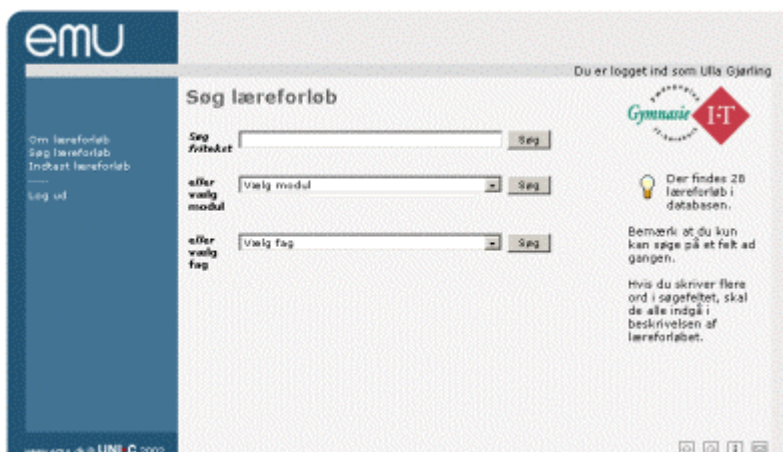 emu
Du er logget ind som Ulla Gjørling
Søg læreforløb
Gymnasie I·T
Om læreforløb
Søg læreforløb
Indtast læreforløb
Log ud
Søg
fritekst
Søg
eller
vælg
modul
Vælg modul
Søg
eller
vælg
fag
Vælg fag
Søg
Der findes 28
læreforløb i
databasen.
Bemærk at du kun
kan søge på et felt ad
gangen.
Hvis du skriver flere
ord i søgefeltet, skal
de alle indgå i
beskrivelsen af
læreforløbet.
UNI·C 2002